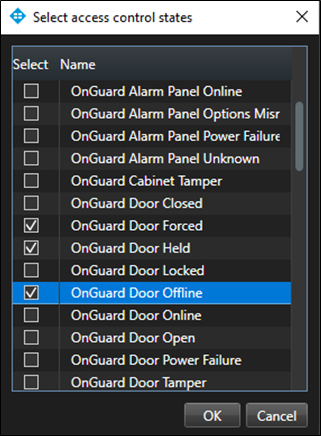 Select access control states
Select Name
OnGuard Alarm Panel Online
OnGuard Alarm Panel Options Misr
OnGuard Alarm Panel Power Failure
OnGuard Alarm Panel Unknown
OnGuard Cabinet Tamper
OnGuard Door Closed
OnGuard Door Forced
OnGuard Door Held
OnGuard Door Locked
OnGuard Door Offline
OnGuard Door Online
OnGuard Door Open
OnGuard Door Power Failure
OnGuard Door Tamper
OK Cancel